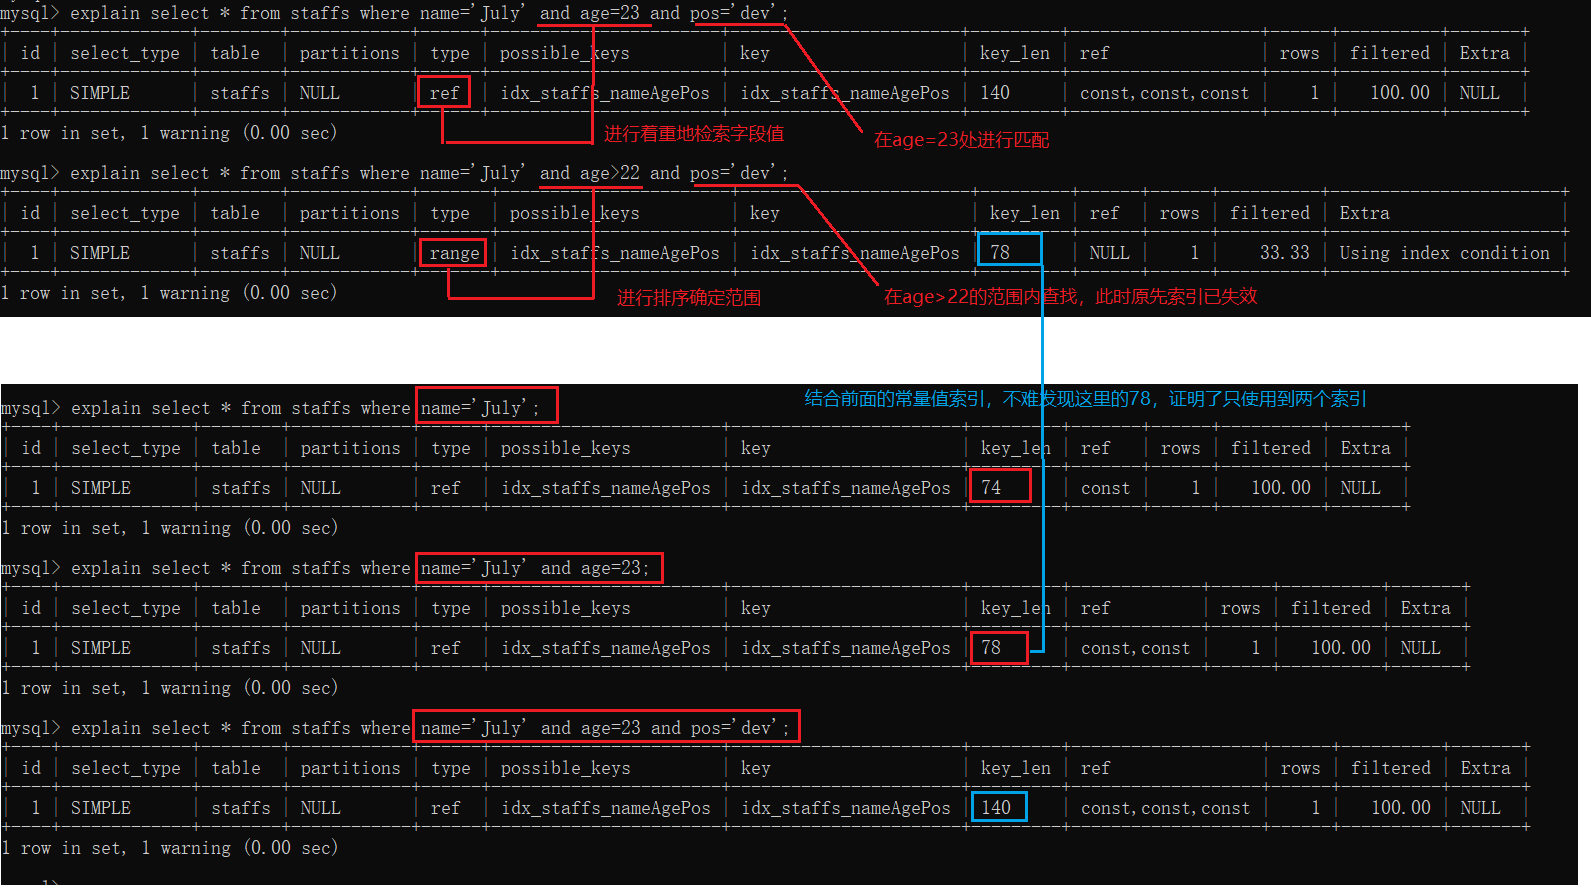 mysql> explain select * from staffs where name='July' and age=23 and pos='dev';
| id | select_type | table | partitions | type | possible_keys | key | key_len | ref | rows | filtered | Extra |
| 1 | SIMPLE | staffs | NULL | ref | idx_staffs_nameAgePos | idx_staffs_nameAgePos | 140 | const,const,const | 1 | 100.00 | NULL |
1 row in set, 1 warning (0.00 sec)
进行着重地检索字段值
在age=23处进行匹配
mysql> explain select * from staffs where name='July' and age>22 and pos='dev';
| id | select_type | table | partitions | type | possible_keys | key | key_len | ref | rows | filtered | Extra |
| 1 | SIMPLE | staffs | NULL | range | idx_staffs_nameAgePos | idx_staffs_nameAgePos | 78 | NULL | 1 | 33.33 | Using index condition |
1 row in set, 1 warning (0.00 sec)
进行排序确定范围
在age>22的范围内查找，此时原先索引已失效
结合前面的常量值索引，不难发现这里的78，证明了只使用到两个索引
mysql> explain select * from staffs where name='July';
| id | select_type | table | partitions | type | possible_keys | key | key_len | ref | rows | filtered | Extra |
| 1 | SIMPLE | staffs | NULL | ref | idx_staffs_nameAgePos | idx_staffs_nameAgePos | 74 | const | 1 | 100.00 | NULL |
1 row in set, 1 warning (0.00 sec)
mysql> explain select * from staffs where name='July' and age=23;
| id | select_type | table | partitions | type | possible_keys | key | key_len | ref | rows | filtered | Extra |
| 1 | SIMPLE | staffs | NULL | ref | idx_staffs_nameAgePos | idx_staffs_nameAgePos | 78 | const,const | 1 | 100.00 | NULL |
1 row in set, 1 warning (0.00 sec)
mysql> explain select * from staffs where name='July' and age=23 and pos='dev';
| id | select_type | table | partitions | type | possible_keys | key | key_len | ref | rows | filtered | Extra |
| 1 | SIMPLE | staffs | NULL | ref | idx_staffs_nameAgePos | idx_staffs_nameAgePos | 140 | const,const,const | 1 | 100.00 | NULL |
1 row in set, 1 warning (0.00 sec)